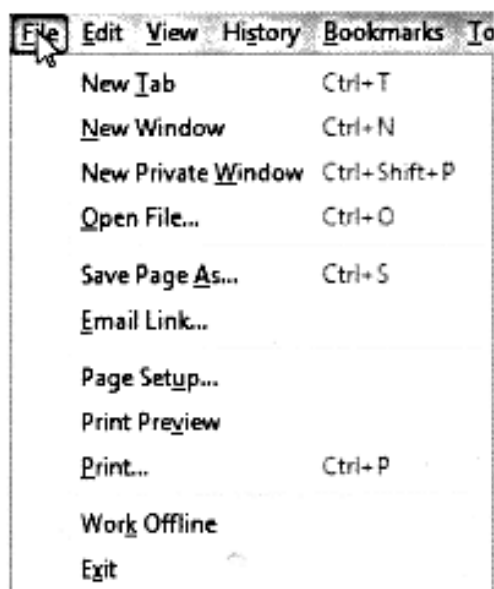 File Edit View History Bookmarks To
New Tab Ctrl+T
New Window Ctrl+N
New Private Window Ctrl+Shift+P
Open File... Ctrl+O
Save Page As... Ctrl+S
Email Link...
Page Setup...
Print Preview
Print... Ctrl+P
Work Offline
Exit